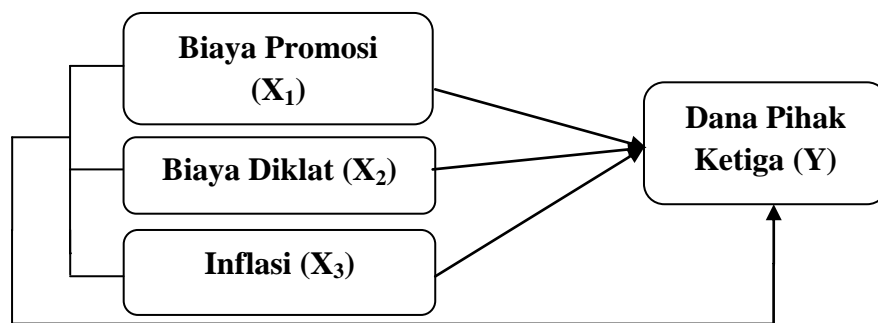 Biaya Promosi
(X₁)
Biaya Diklat (X₂)
Inflasi (X₃)
Dana Pihak
Ketiga (Y)